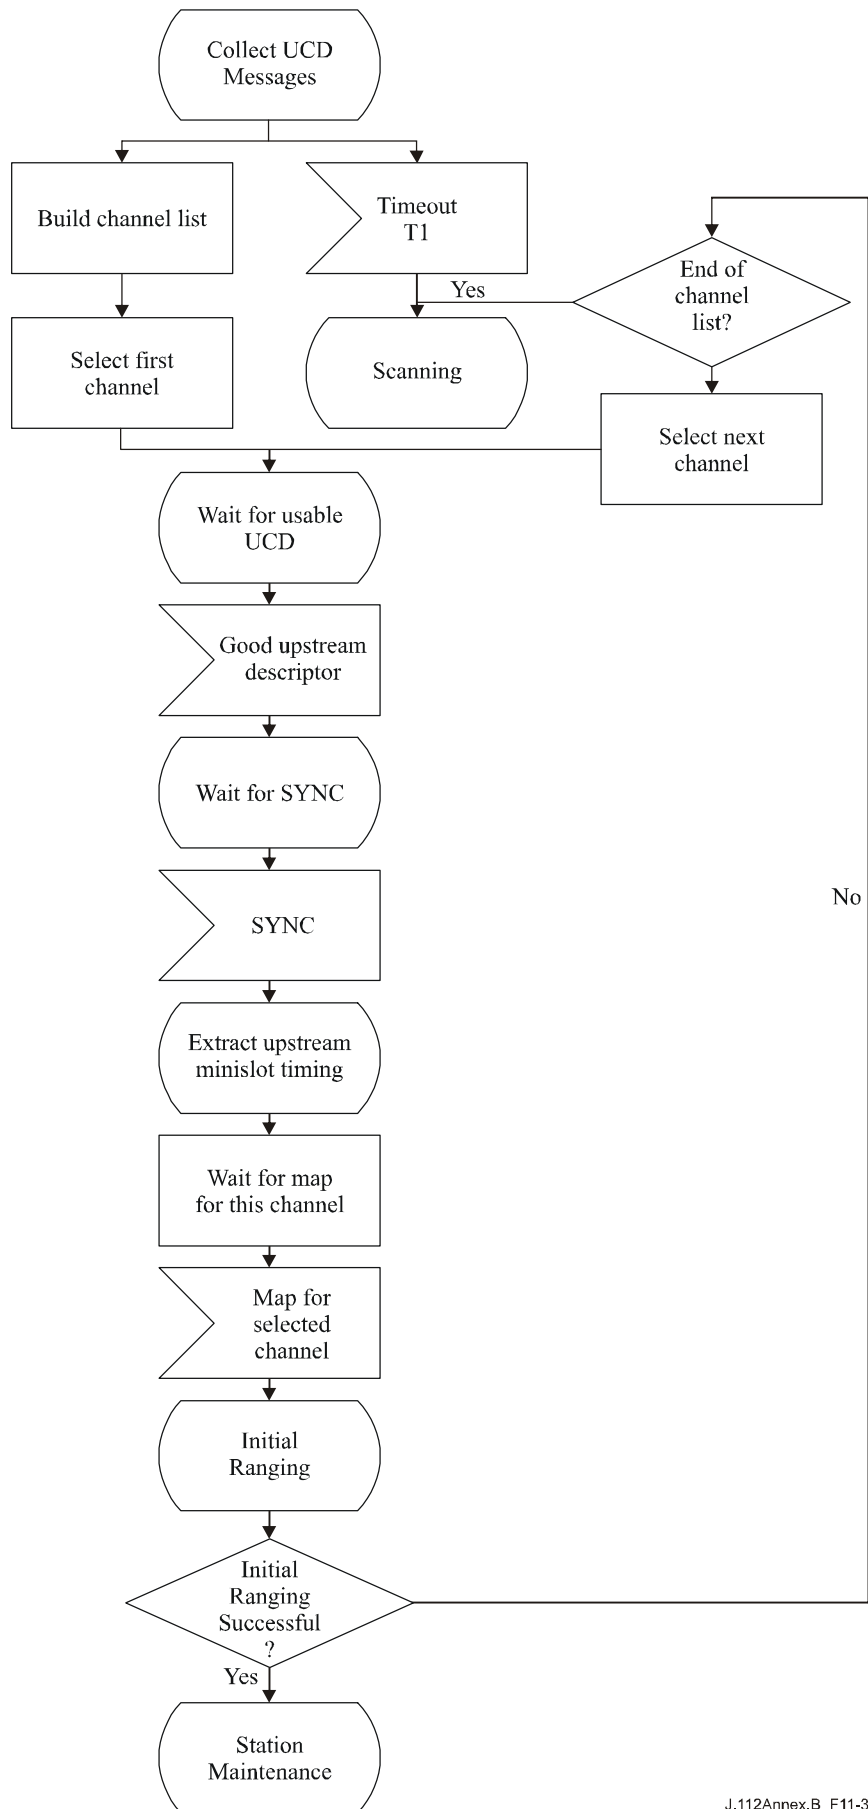 Collect UCD
Messages
Build channel list
Timeout
T1
Yes
End of
channel
list?
Select first
channel
Scanning
Select next
channel
Wait for usable
UCD
Good upstream
descriptor
Wait for SYNC
No
SYNC
Extract upstream
minislot timing
Wait for map
for this channel
Map for
selected
channel
Initial
Ranging
Initial
Ranging
Successful
?
Yes
Station
Maintenance
J.112Annex.B_F11-3